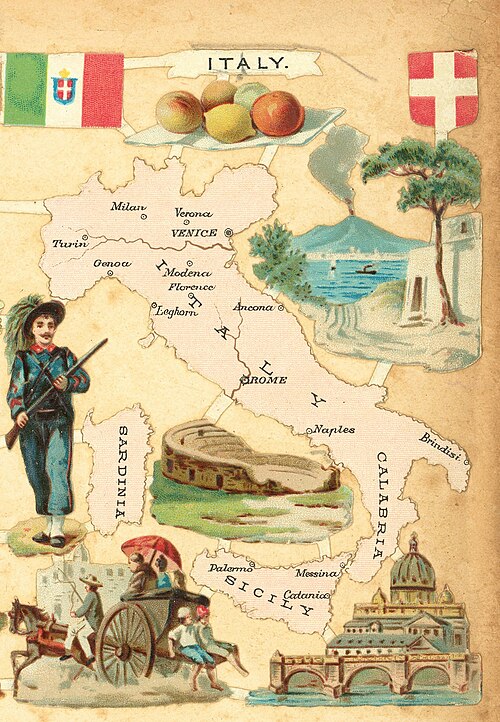 ITALY.
Milan
Verona
VENICE
Turin
Genoa
Modena
Florence
Leghorn
Ancona
ITALY
ROME
Naples
Brindisi
SARDINIA
CALABRIA
Palermo
Messina
SICILY
Catania